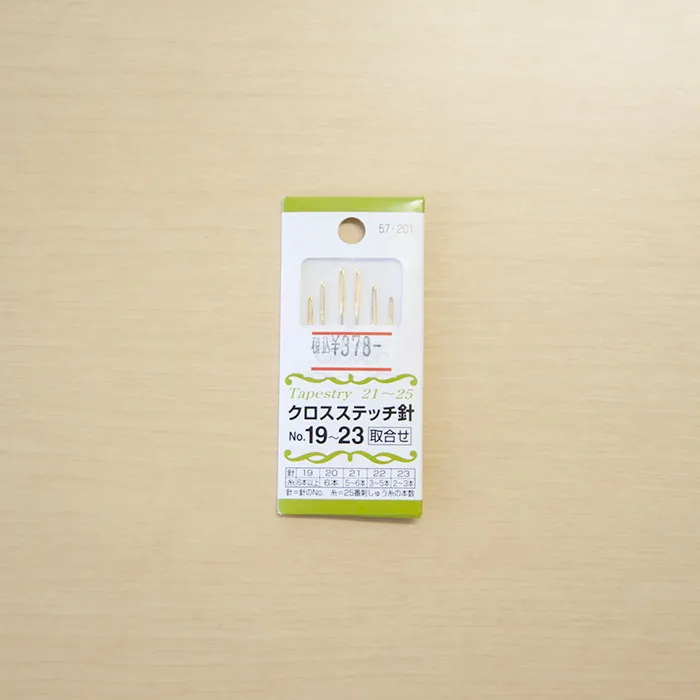 57-201
税込¥378-
Tapestry 21〜25
クロスステッチ針
No.19〜23 取合せ
針 19 20 21 22 23
糸 6本以上 6本 5〜6本 3〜5本 2〜3本
針=針のNo. 糸=25番刺しゅう糸の本数